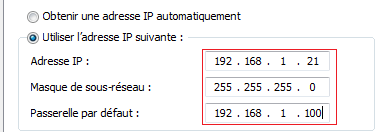 Obtenir une adresse IP automatiquement
Utiliser l'adresse IP suivante :
Adresse IP : 192 . 168 . 1 . 21
Masque de sous-réseau : 255 . 255 . 255 . 0
Passerelle par défaut : 192 . 168 . 1 . 100